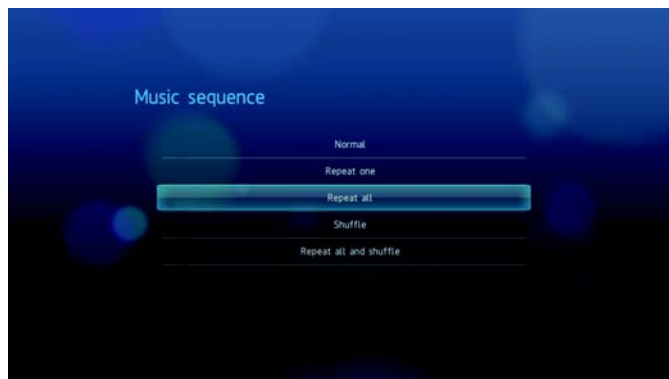 Music sequence
Normal
Repeat one
Repeat all
Shuffle
Repeat all and shuffle